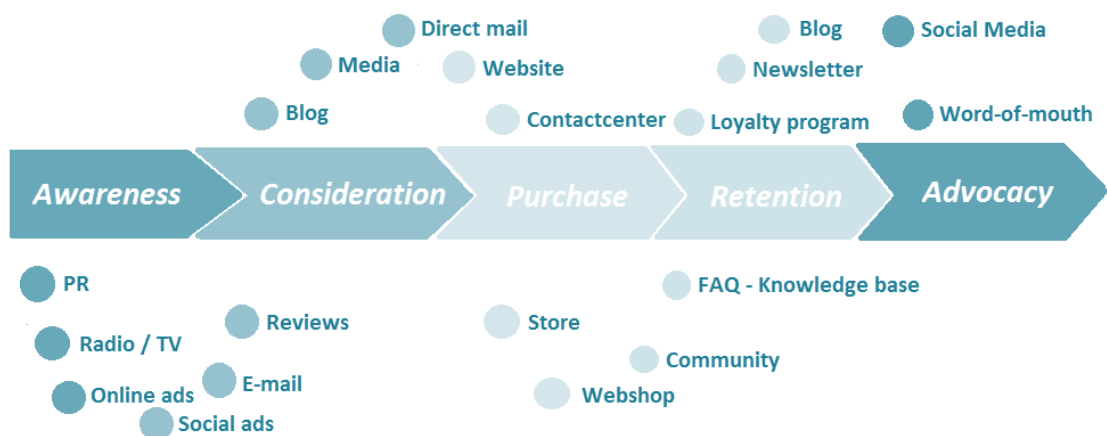 Direct mail
Blog
Social Media
Media
Website
Newsletter
Blog
Contactcenter
Loyalty program
Word-of-mouth
Awareness
Consideration
Purchase
Retention
Advocacy
PR
FAQ - Knowledge base
Reviews
Store
Radio / TV
Community
E-mail
Online ads
Webshop
Social ads